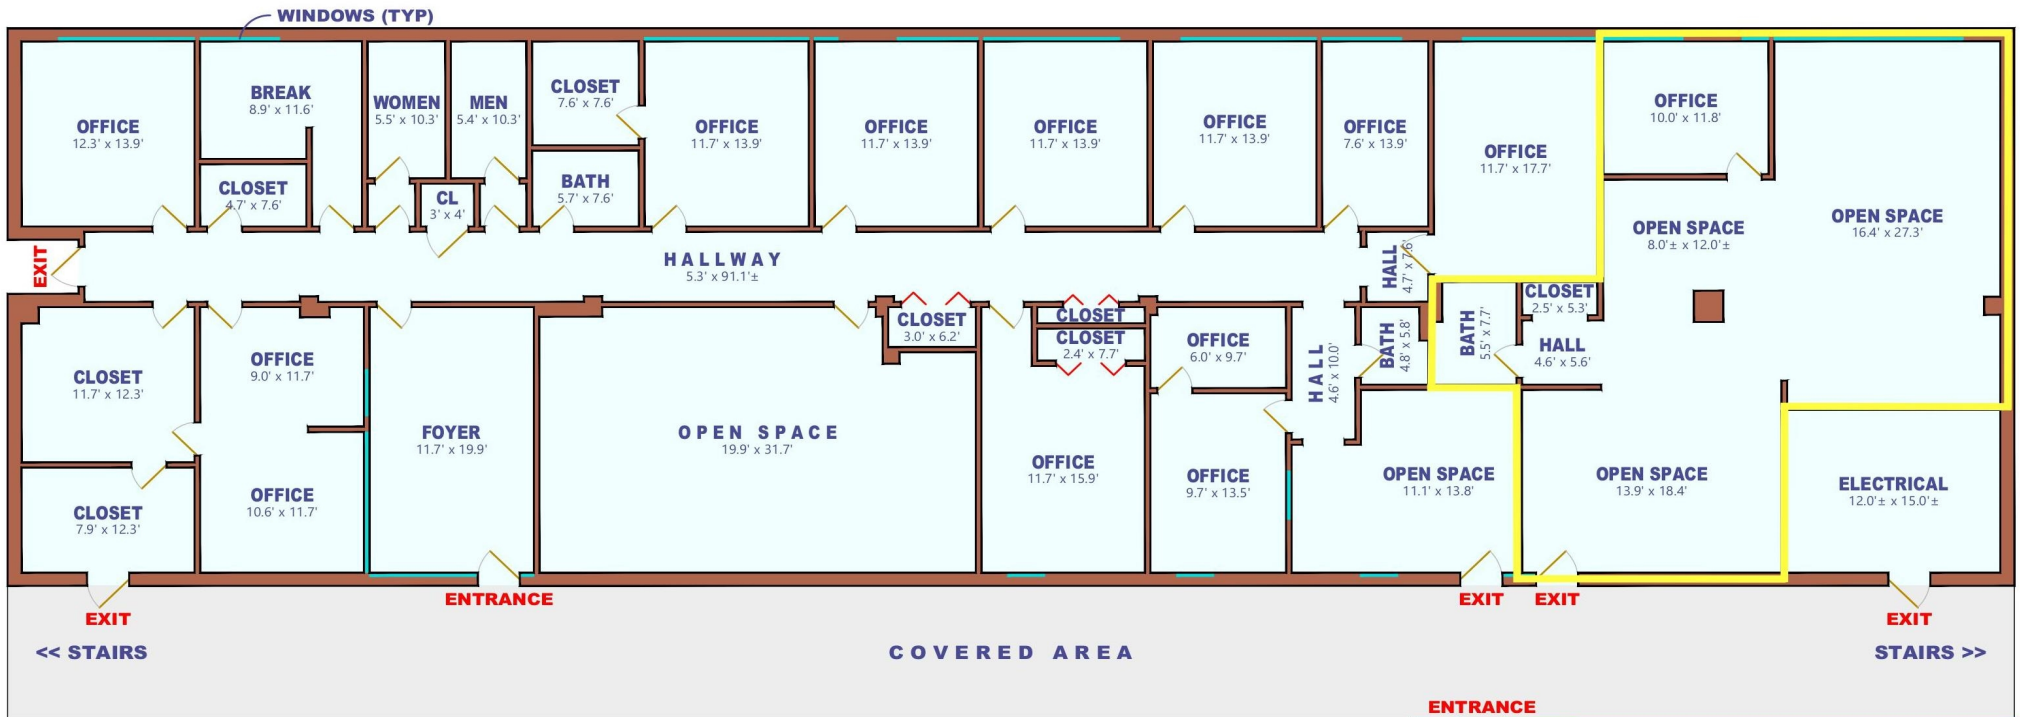 WINDOWS (TYP)
OFFICE
12.3' x 13.9'
BREAK
8.9' x 11.6'
CLOSET
4.7' x 7.6'
WOMEN
5.5' x 10.3'
MEN
5.4' x 10.3'
CL
3' x 4'
CLOSET
7.6' x 7.6'
BATH
5.7' x 7.6'
OFFICE
11.7' x 13.9'
OFFICE
11.7' x 13.9'
OFFICE
11.7' x 13.9'
OFFICE
11.7' x 13.9'
OFFICE
7.6' x 13.9'
OFFICE
11.7' x 17.7'
OFFICE
10.0' x 11.8'
OPEN SPACE
8.0'± x 12.0'±
OPEN SPACE
16.4' x 27.3'
EXIT
HALLWAY
5.3' x 91.1'±
HALL
4.7' x 7.6'
CLOSET
11.7' x 12.3'
OFFICE
9.0' x 11.7'
FOYER
11.7' x 19.9'
OPEN SPACE
19.9' x 31.7'
CLOSET
3.0' x 6.2'
CLOSET
CLOSET
2.4' x 7.7'
OFFICE
6.0' x 9.7'
HALL
4.6' x 10.0'
BATH
4.8' x 5.8'
BATH
5.5' x 7.7'
CLOSET
2.5' x 5.3'
HALL
4.6' x 5.6'
CLOSET
7.9' x 12.3'
OFFICE
10.6' x 11.7'
OFFICE
11.7' x 15.9'
OFFICE
9.7' x 13.5'
OPEN SPACE
11.1' x 13.8'
OPEN SPACE
13.9' x 18.4'
ELECTRICAL
12.0'± x 15.0'±
EXIT
ENTRANCE
EXIT
EXIT
EXIT
<< STAIRS
COVERED AREA
STAIRS >>
ENTRANCE